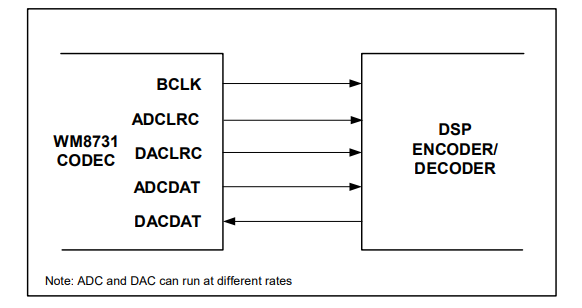 BCLK
ADCLRC
WM8731
CODEC
DACLRC
ADCDAT
DACDAT
DSP
ENCODER/
DECODER
Note: ADC and DAC can run at different rates